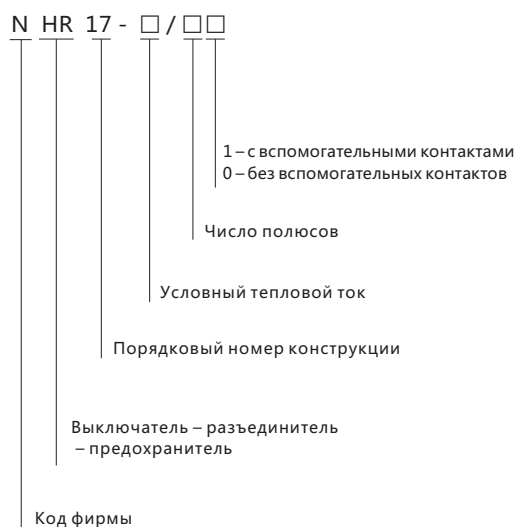 N HR 17 - □ / □□
1 – с вспомогательными контактами
0 – без вспомогательных контактов
Число полюсов
Условный тепловой ток
Порядковый номер конструкции
Выключатель – разъединитель
– предохранитель
Код фирмы